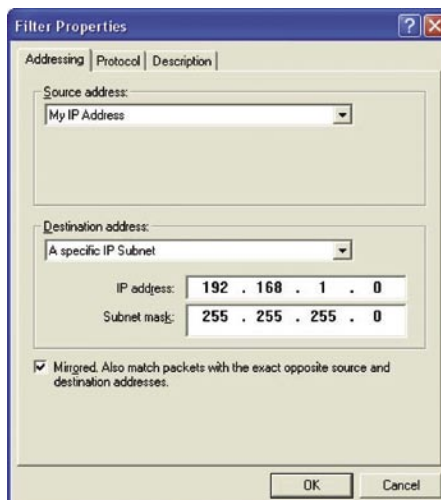 Filter Properties
Addressing Protocol Description
Source address:
My IP Address
Destination address:
A specific IP Subnet
IP address: 192 . 168 . 1 . 0
Subnet mask: 255 . 255 . 255 . 0
Mirrored. Also match packets with the exact opposite source and
destination addresses.
OK Cancel